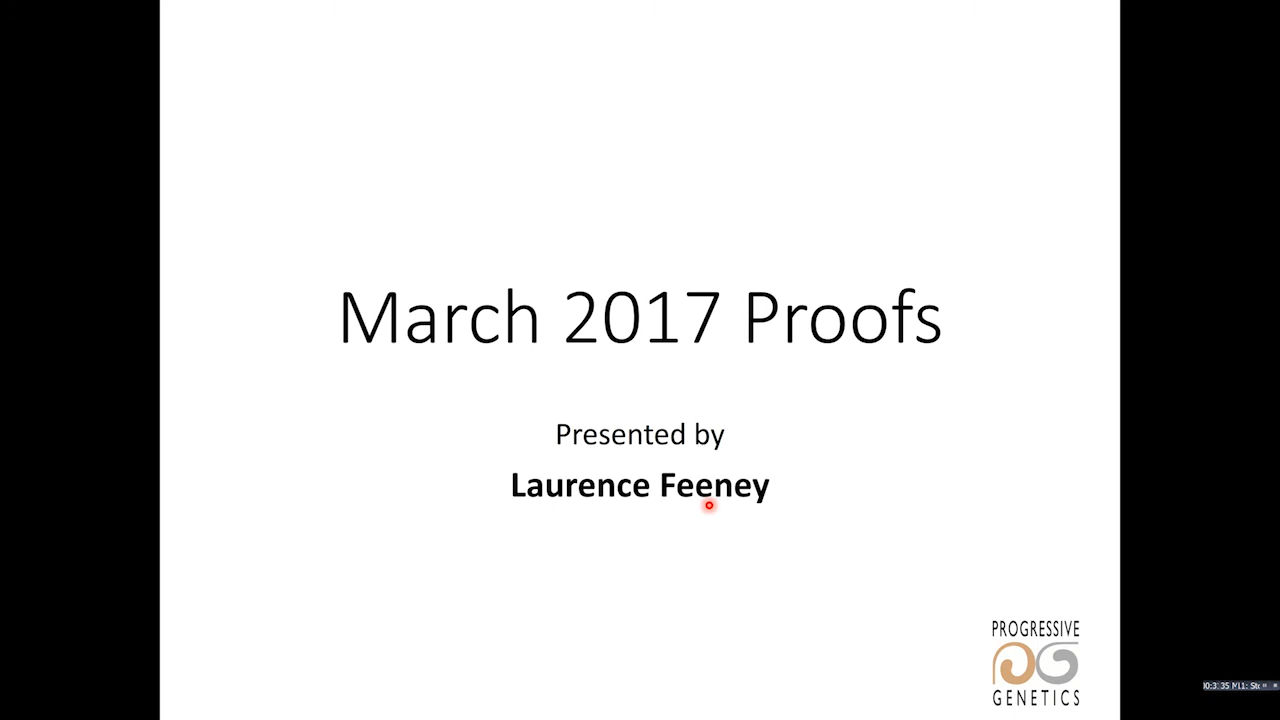 March 2017 Proofs
Presented by
Laurence Feeney
PROGRESSIVE
GENETICS